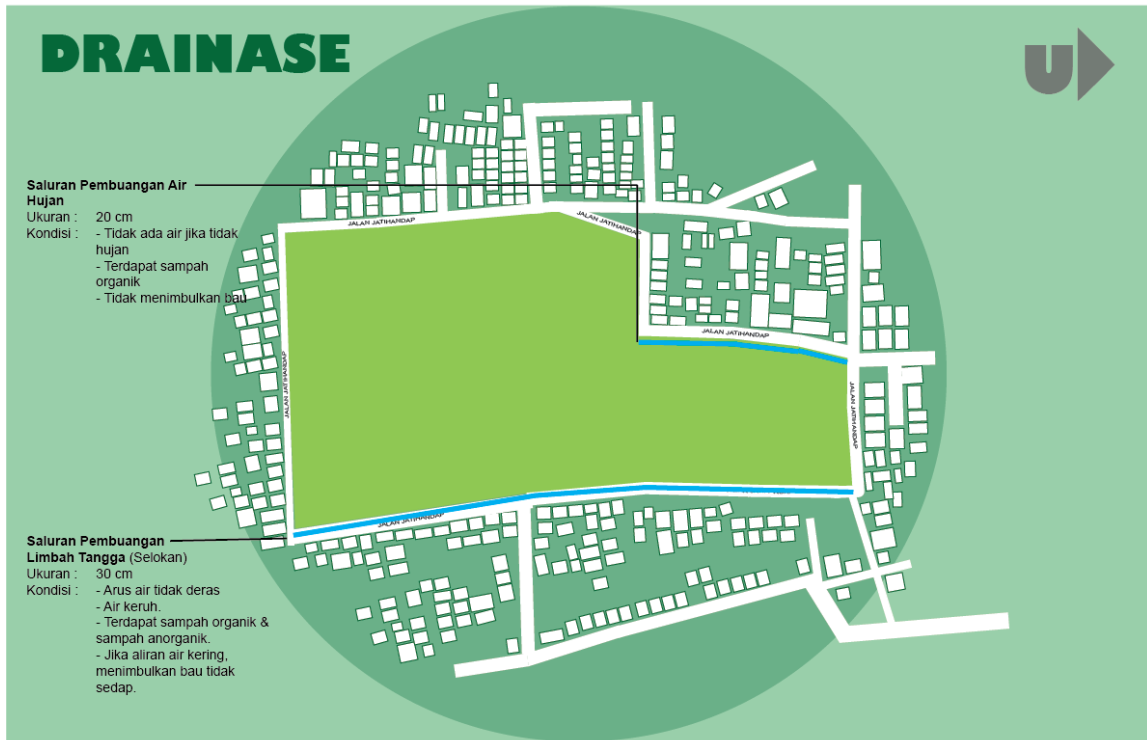 DRAINASE
U
Saluran Pembuangan Air
Hujan
Ukuran : 20 cm
Kondisi : - Tidak ada air jika tidak
hujan
- Terdapat sampah
organik
- Tidak menimbulkan bau
JALAN JATIHANDAP
JALAN JATIHANDAP
JALAN JATIHANDAP
JALAN JATIHANDAP
JALAN JATIHANDAP
JALAN JATIHANDAP
Saluran Pembuangan
Limbah Tangga (Selokan)
Ukuran : 30 cm
Kondisi : - Arus air tidak deras
- Air keruh.
- Terdapat sampah organik &
sampah anorganik.
- Jika aliran air kering,
menimbulkan bau tidak
sedap.